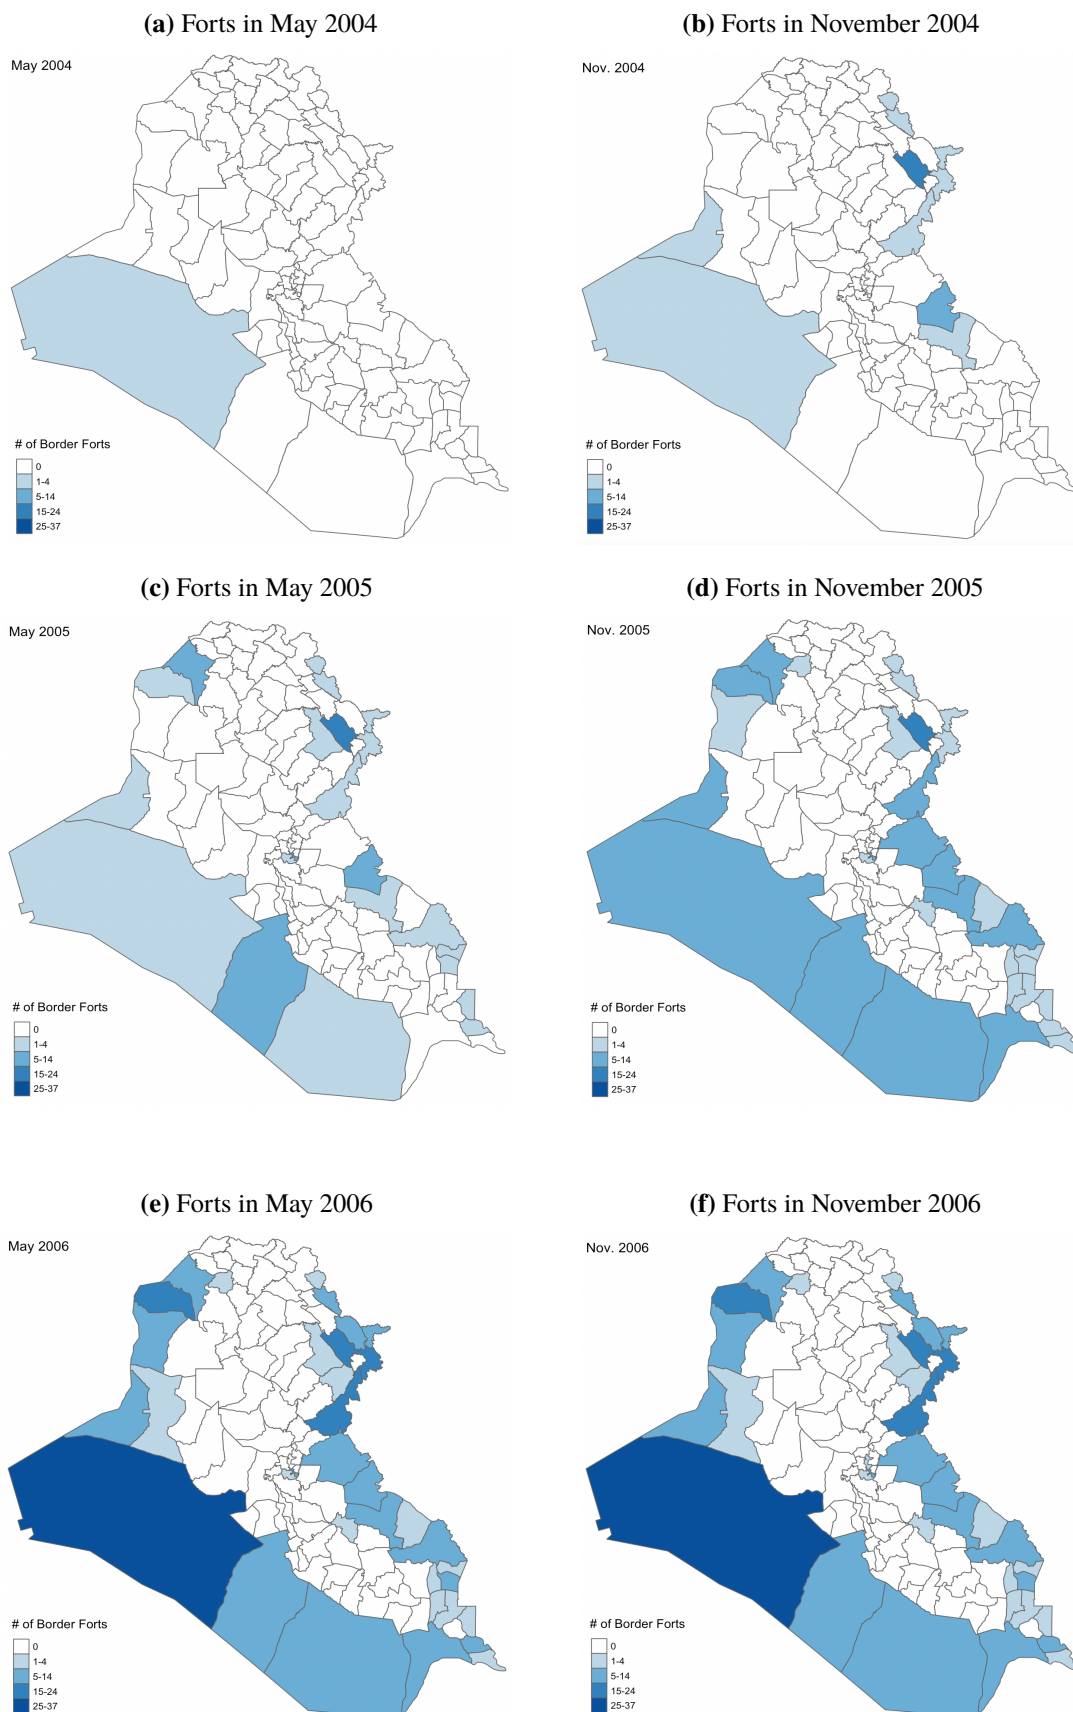 (a) Forts in May 2004
May 2004
# of Border Forts
0
1-4
5-14
15-24
25-37
(b) Forts in November 2004
Nov. 2004
# of Border Forts
0
1-4
5-14
15-24
25-37
(c) Forts in May 2005
May 2005
# of Border Forts
0
1-4
5-14
15-24
25-37
(d) Forts in November 2005
Nov. 2005
# of Border Forts
0
1-4
5-14
15-24
25-37
(e) Forts in May 2006
May 2006
# of Border Forts
0
1-4
5-14
15-24
25-37
(f) Forts in November 2006
Nov. 2006
# of Border Forts
0
1-4
5-14
15-24
25-37